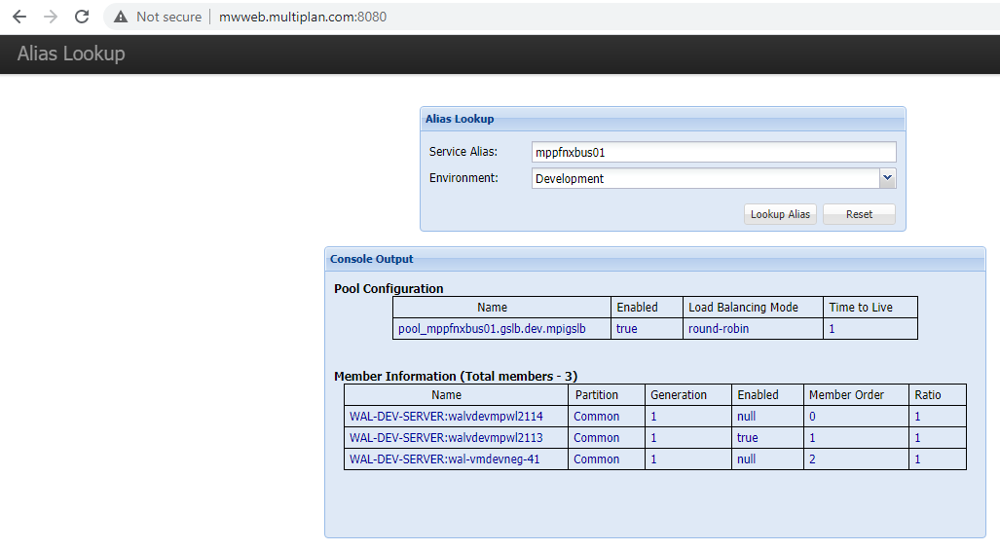 Not secure | mwweb.multiplan.com:8080
Alias Lookup
Alias Lookup
Service Alias: mppfnxbus01
Environment: Development
Lookup Alias Reset
Console Output
Pool Configuration
Name Enabled Load Balancing Mode Time to Live
pool_mppfnxbus01.gslb.dev.mpigslb true round-robin 1
Member Information (Total members - 3)
Name Partition Generation Enabled Member Order Ratio
WAL-DEV-SERVER:walvdevmpwl2114 Common 1 null 0 1
WAL-DEV-SERVER:walvdevmpwl2113 Common 1 true 1 1
WAL-DEV-SERVER:wal-vmdevneg-41 Common 1 null 2 1